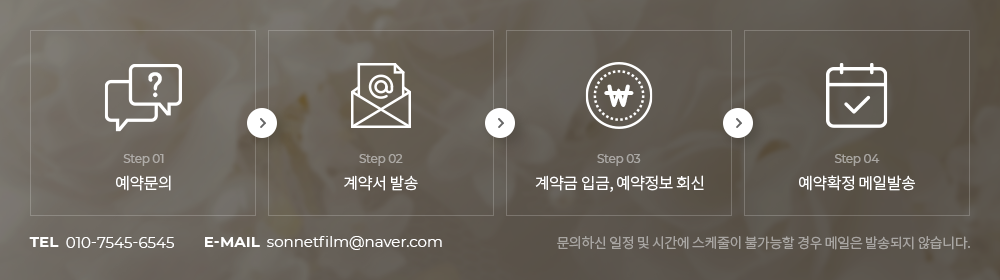 Step 01
예약문의
Step 02
계약서 발송
Step 03
계약금 입금, 예약정보 회신
Step 04
예약확정 메일발송
TEL 010-7545-6545 E-MAIL sonnetfilm@naver.com
문의하신 일정 및 시간에 스케줄이 불가능할 경우 메일은 발송되지 않습니다.